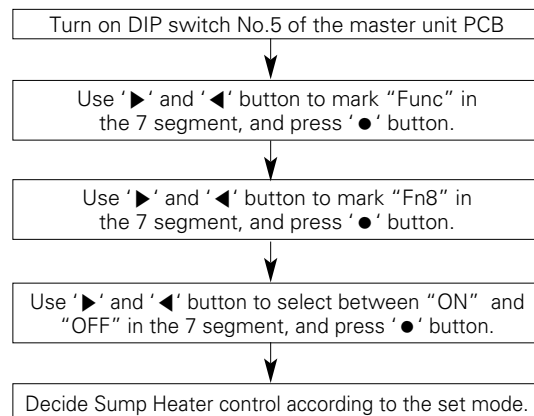 Turn on DIP switch No.5 of the master unit PCB
Use ‘▶‘ and ‘◀‘ button to mark “Func” in
the 7 segment, and press ‘●‘ button.
Use ‘▶‘ and ‘◀‘ button to mark “Fn8” in
the 7 segment, and press ‘●‘ button.
Use ‘▶‘ and ‘◀‘ button to select between “ON” and
“OFF” in the 7 segment, and press ‘●‘ button.
Decide Sump Heater control according to the set mode.